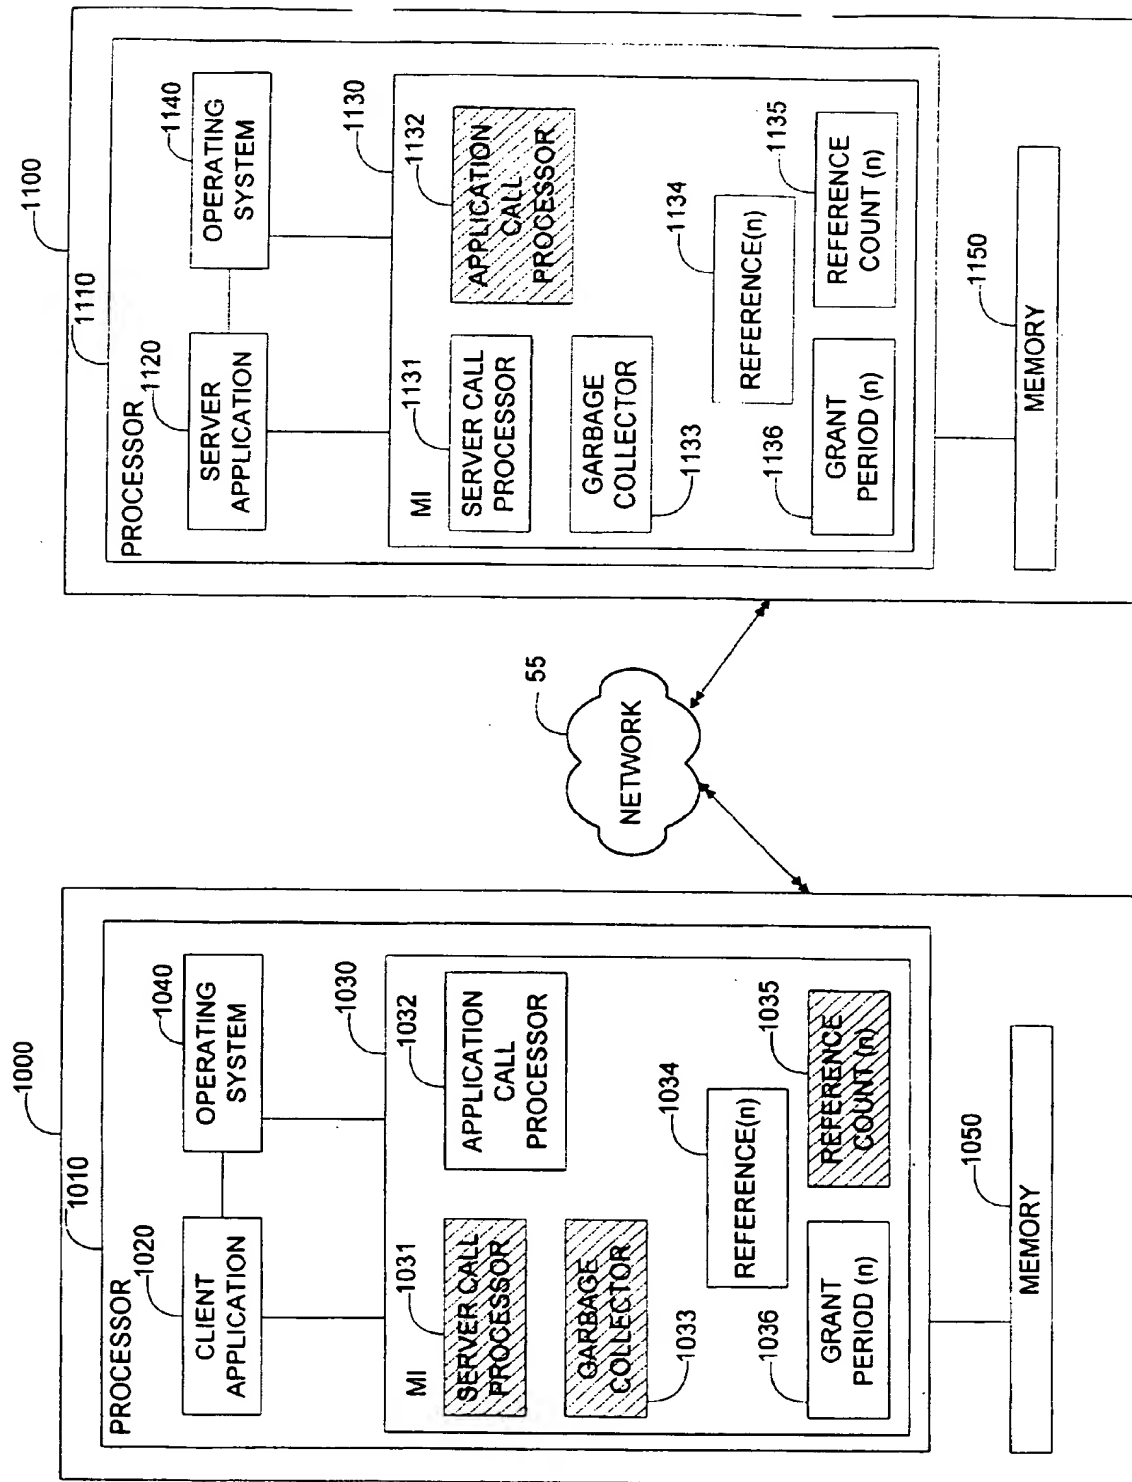 1000
1010
PROCESSOR
1020
CLIENT
APPLICATION
1040
OPERATING
SYSTEM
1030
MI
1031
SERVER CALL
PROCESSOR
1032
APPLICATION
CALL
PROCESSOR
GARBAGE
COLLECTOR
1033
1034
REFERENCE(n)
1035
REFERENCE
COUNT (n)
1036
GRANT
PERIOD (n)
1050
MEMORY
55
NETWORK
1100
1110
PROCESSOR
1120
SERVER
APPLICATION
1140
OPERATING
SYSTEM
1130
MI
1131
SERVER CALL
PROCESSOR
1132
APPLICATION
CALL
PROCESSOR
GARBAGE
COLLECTOR
1133
1134
REFERENCE(n)
1135
REFERENCE
COUNT (n)
1136
GRANT
PERIOD (n)
1150
MEMORY